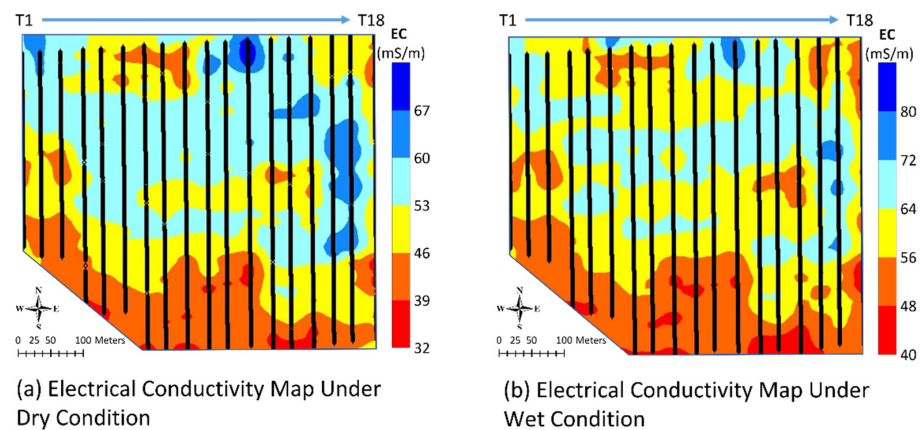 T1 T18
EC
(mS/m)
67
60
53
46
39
32
N
W E
S
0 25 50 100 Meters
(a) Electrical Conductivity Map Under
Dry Condition
T1 T18
EC
(mS/m)
80
72
64
56
48
40
N
W E
S
0 25 50 100 Meters
(b) Electrical Conductivity Map Under
Wet Condition